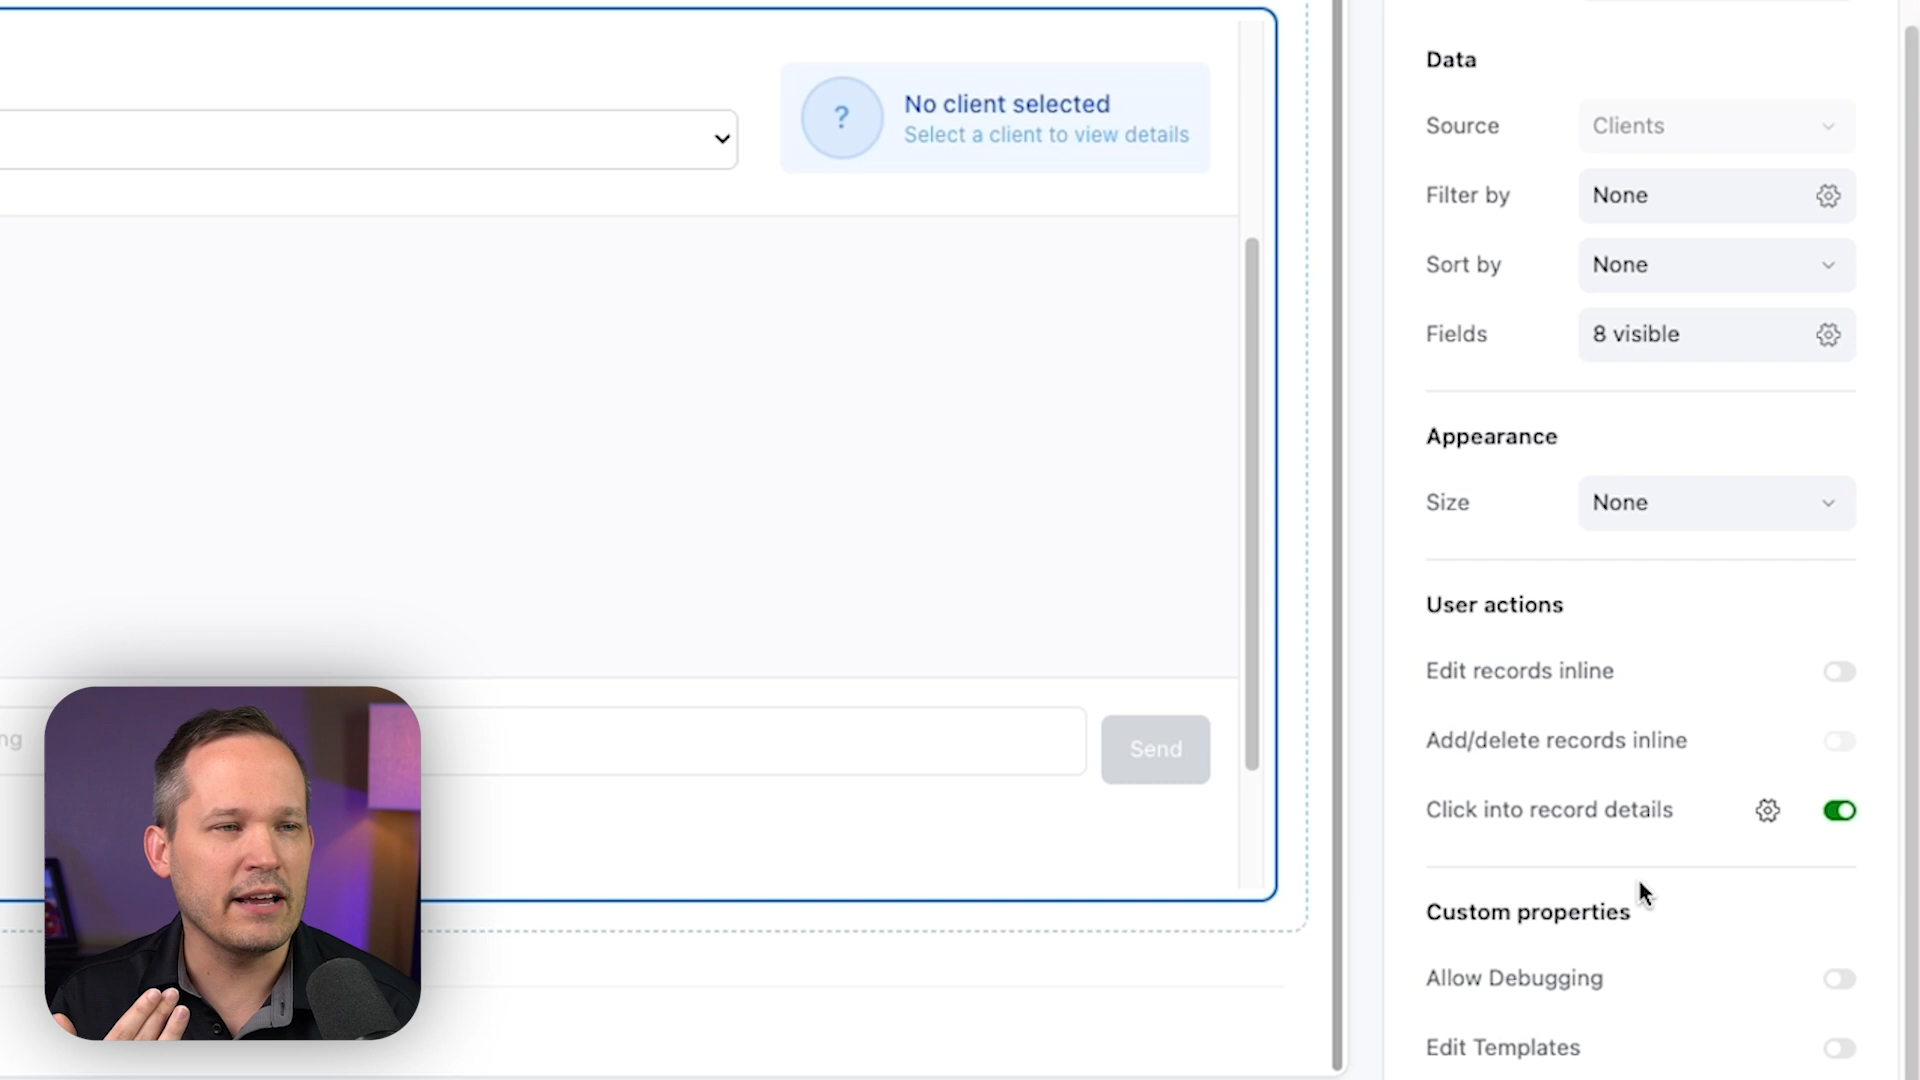 ?
No client selected
Select a client to view details
ng
Send
Data
Source
Clients
Filter by
None
Sort by
None
Fields
8 visible
Appearance
Size
None
User actions
Edit records inline
Add/delete records inline
Click into record details
Custom properties
Allow Debugging
Edit Templates